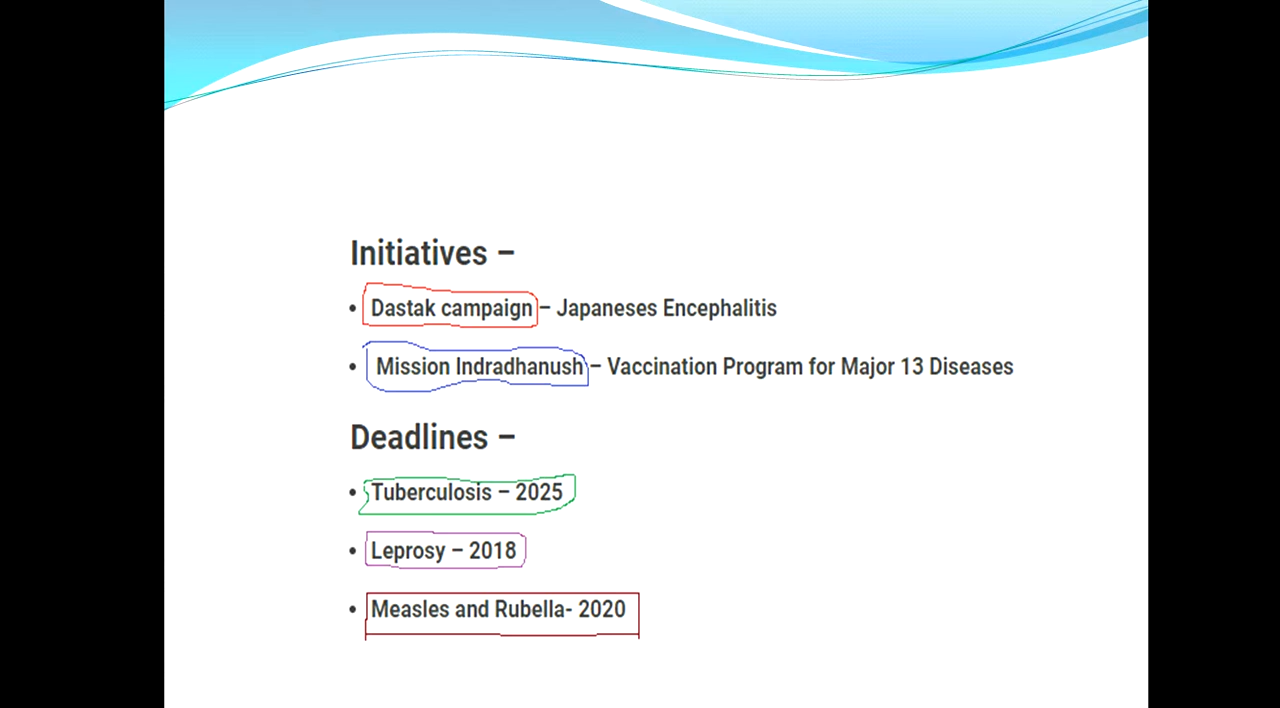 Initiatives –
• Dastak campaign – Japaneses Encephalitis
• Mission Indradhanush – Vaccination Program for Major 13 Diseases
Deadlines –
• Tuberculosis – 2025
• Leprosy – 2018
• Measles and Rubella- 2020